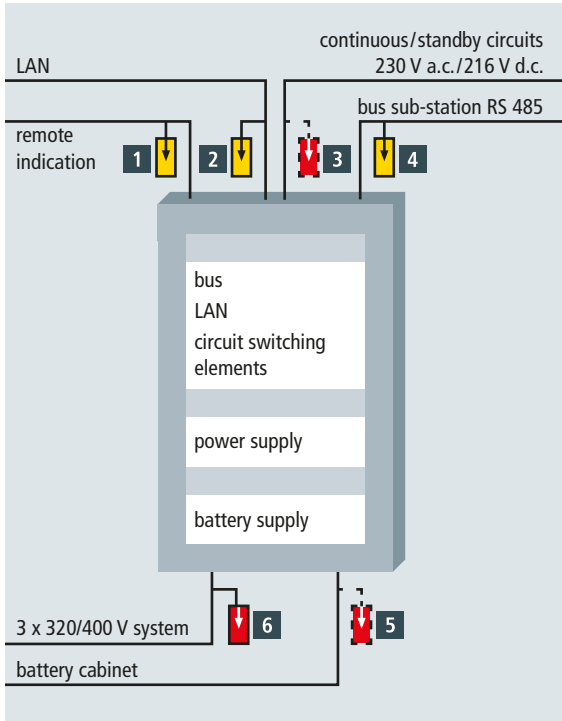 continuous/standby circuits
LAN
230 V a.c./216 V d.c.
bus sub-station RS 485
remote
indication
1
2
3
4
bus
LAN
circuit switching
elements
power supply
battery supply
6
5
3 x 320/400 V system
battery cabinet